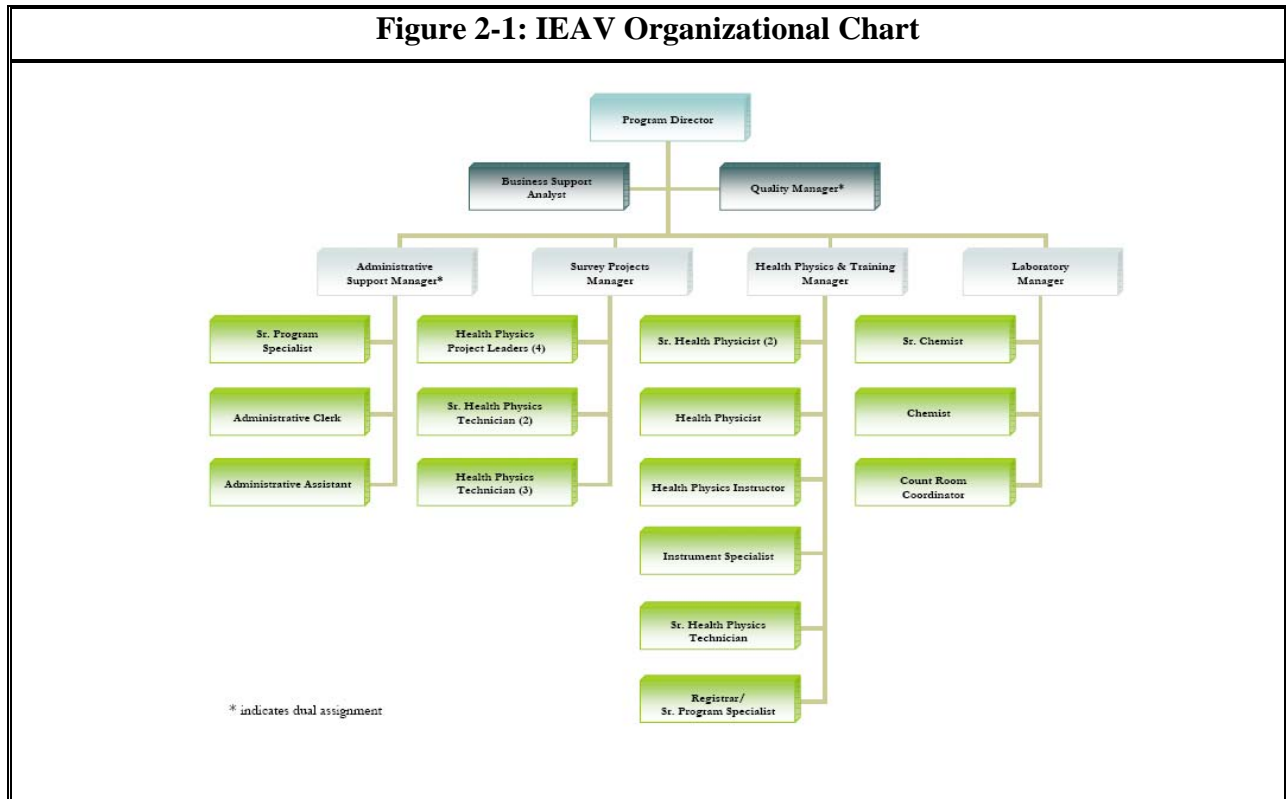 Figure 2-1: IEAV Organizational Chart
Program Director
Business Support
Analyst
Quality Manager*
Administrative
Support Manager*
Survey Projects
Manager
Health Physics & Training
Manager
Laboratory
Manager
Sr. Program
Specialist
Administrative Clerk
Administrative Assistant
Health Physics
Project Leaders (4)
Sr. Health Physics
Technician (2)
Health Physics
Technician (3)
Sr. Health Physicist (2)
Health Physicist
Health Physics Instructor
Instrument Specialist
Sr. Health Physics
Technician
Registrar/
Sr. Program Specialist
Sr. Chemist
Chemist
Count Room
Coordinator
* indicates dual assignment